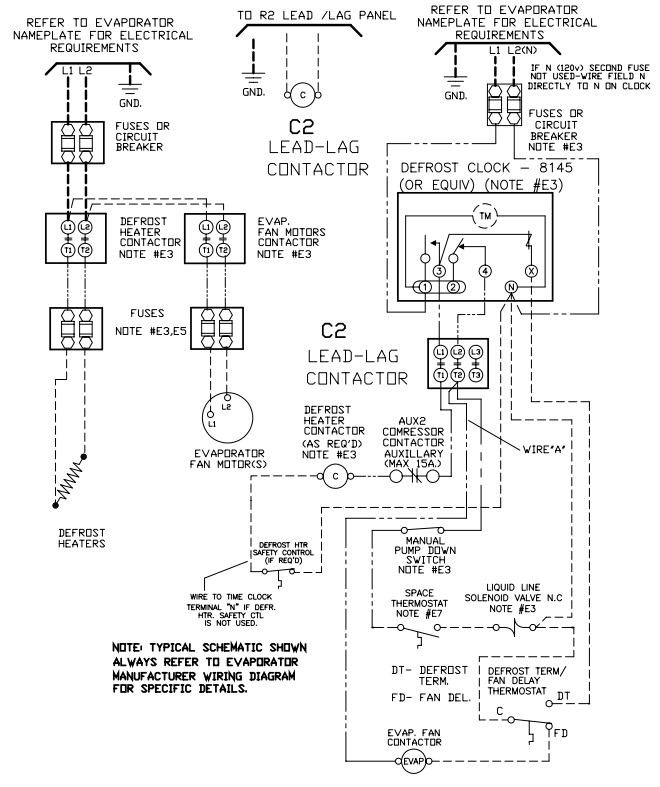 REFER TO EVAPORATOR
NAMEPLATE FOR ELECTRICAL
REQUIREMENTS
L1 L2
GND.
TO R2 LEAD /LAG PANEL
GND.
C
C2
LEAD-LAG
CONTACTOR
REFER TO EVAPORATOR
NAMEPLATE FOR ELECTRICAL
REQUIREMENTS
L1 L2(N)
GND.
IF N (120v) SECOND FUSE
NOT USED-WIRE FIELD N
DIRECTLY TO N ON CLOCK
FUSES OR
CIRCUIT
BREAKER
FUSES OR
CIRCUIT
BREAKER
NOTE #E3
DEFROST CLOCK - 8145
(OR EQUIV) (NOTE #E3)
TM
3
4
X
1
2
N
L1 L2
T1 T2
DEFROST
HEATER
CONTACTOR
NOTE #E3
L1 L2
T1 T2
EVAP.
FAN MOTORS
CONTACTOR
NOTE #E3
FUSES
NOTE #E3,E5
C2
LEAD-LAG
CONTACTOR
L1 L2 L3
T1 T2 T3
L1
L2
EVAPORATOR
FAN MOTOR(S)
DEFROST
HEATER
CONTACTOR
(AS REQ'D)
NOTE #E3
C
AUX2
COMRESSOR
CONTACTOR
AUXILLARY
(MAX 15A.)
WIRE"A"
DEFROST
HEATERS
DEFROST HTR
SAFETY CONTROL
(IF REQ'D)
MANUAL
PUMP DOWN
SWITCH
NOTE #E3
WIRE TO TIME CLOCK
TERMINAL "N" IF DEFR.
HTR. SAFETY CTL
IS NOT USED.
SPACE
THERMOSTAT
NOTE #E7
LIQUID LINE
SOLENOID VALVE N.C
NOTE #E3
NOTE: TYPICAL SCHEMATIC SHOWN
ALWAYS REFER TO EVAPORATOR
MANUFACTURER WIRING DIAGRAM
FOR SPECIFIC DETAILS.
DT- DEFROST
TERM.
FD- FAN DEL.
DEFROST TERM/
FAN DELAY
THERMOSTAT
DT
C
FD
EVAP. FAN
CONTACTOR
EVAP